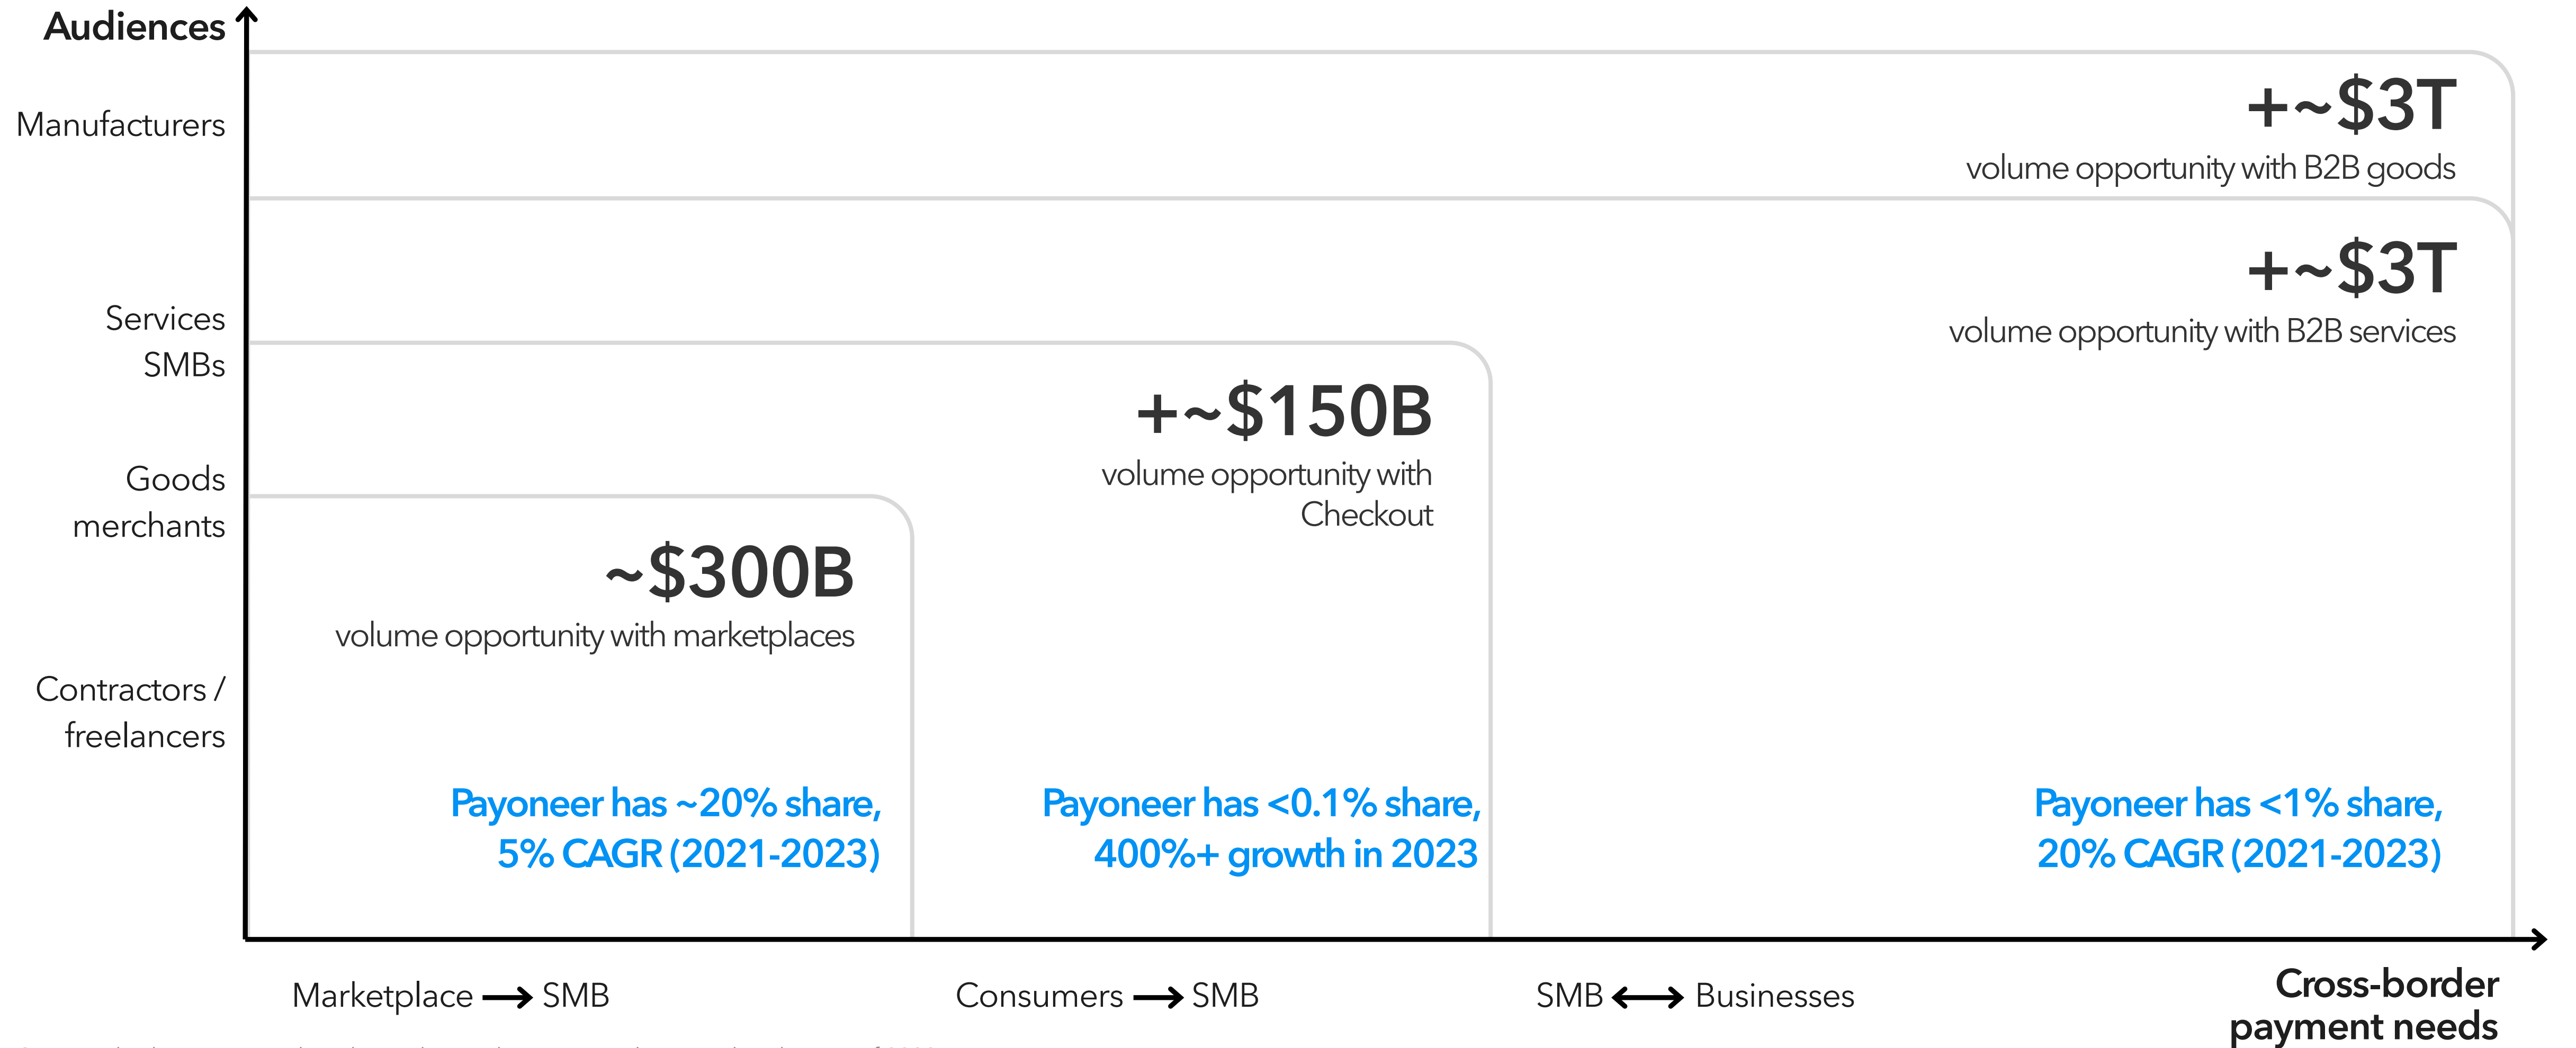 Audiences
Manufacturers
+~$3T
volume opportunity with B2B goods
+~$3T
volume opportunity with B2B services
Services
SMBs
+~$150B
volume opportunity with
Checkout
Goods
merchants
~$300B
volume opportunity with marketplaces
Contractors /
freelancers
Payoneer has ~20% share,
5% CAGR (2021-2023)
Payoneer has <0.1% share,
400%+ growth in 2023
Payoneer has <1% share,
20% CAGR (2021-2023)
Marketplace → SMB
Consumers → SMB
SMB ↔ Businesses
Cross-border
payment needs